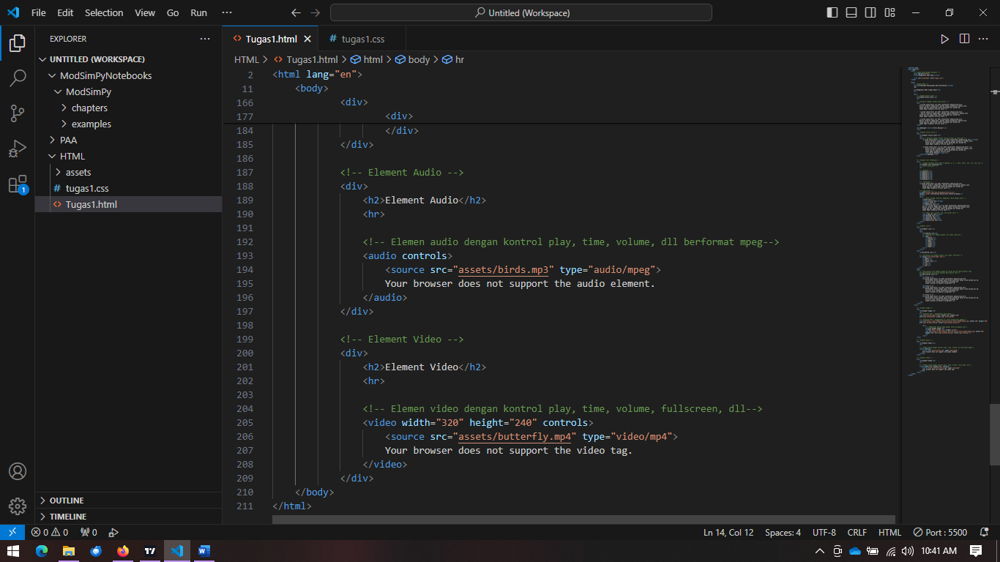 File Edit Selection View Go Run ···
Untitled (Workspace)
EXPLORER ···
UNTITLED (WORKSPACE)
ModSimPyNotebooks
ModSimPy
chapters
examples
PAA
HTML
assets
# tugas1.css
<> Tugas1.html
OUTLINE
TIMELINE
1
<> Tugas1.html
# tugas1.css
HTML > <> Tugas1.html > html > body > hr
2 <html lang="en">
11 <body>
166 <div>
177 <div>
184 </div>
185 </div>
186
187 <!-- Element Audio -->
188 <div>
189 <h2>Element Audio</h2>
190 <hr>
191
192 <!-- Elemen audio dengan kontrol play, time, volume, dll berformat mpeg-->
193 <audio controls>
194 <source src="assets/birds.mp3" type="audio/mpeg">
195 Your browser does not support the audio element.
196 </audio>
197 </div>
198
199 <!-- Element Video -->
200 <div>
201 <h2>Element Video</h2>
202 <hr>
203
204 <!-- Elemen video dengan kontrol play, time, volume, fullscreen, dll-->
205 <video width="320" height="240" controls>
206 <source src="assets/butterfly.mp4" type="video/mp4">
207 Your browser does not support the video tag.
208 </video>
209 </div>
210 </body>
211 </html>
0 0 0
Ln 14, Col 12 Spaces: 4 UTF-8 CRLF HTML Port : 5500
10:41 AM